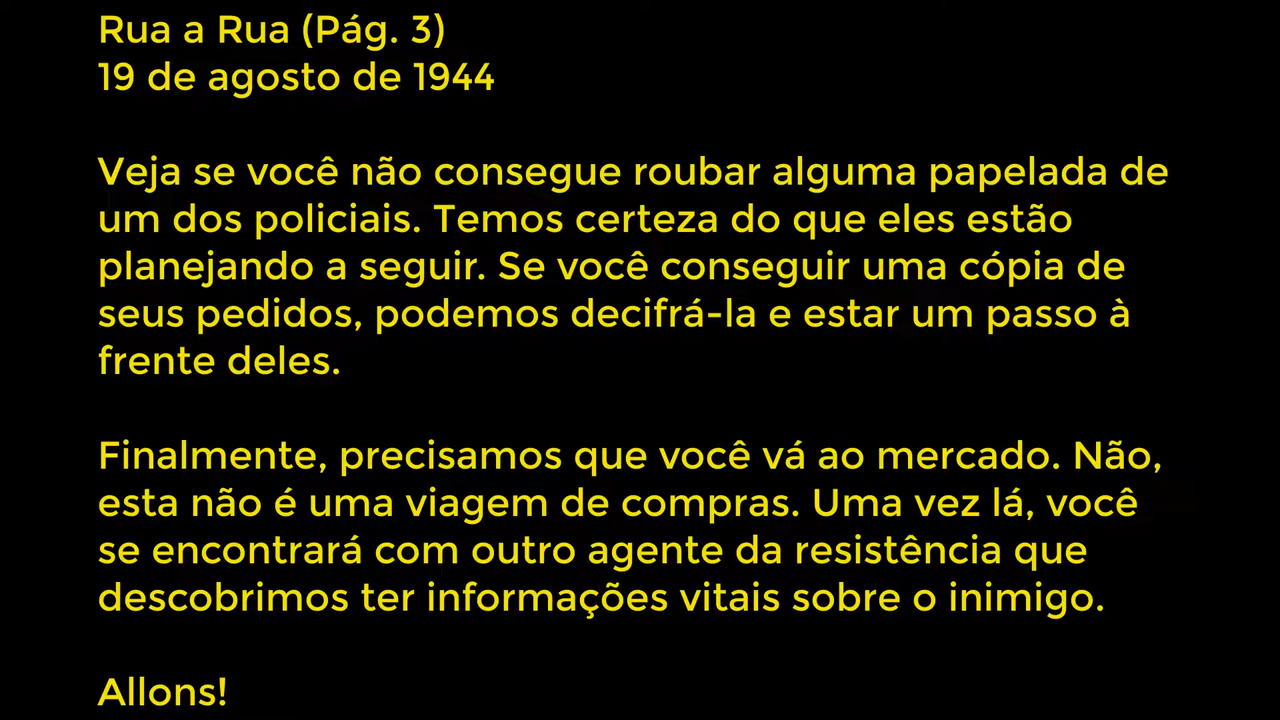 Rua a Rua (Pág. 3)
19 de agosto de 1944
Veja se você não consegue roubar alguma papelada de
um dos policiais. Temos certeza do que eles estão
planejando a seguir. Se você conseguir uma cópia de
seus pedidos, podemos decifrá-la e estar um passo à
frente deles.
Finalmente, precisamos que você vá ao mercado. Não,
esta não é uma viagem de compras. Uma vez lá, você
se encontrará com outro agente da resistência que
descobrimos ter informações vitais sobre o inimigo.
Allons!